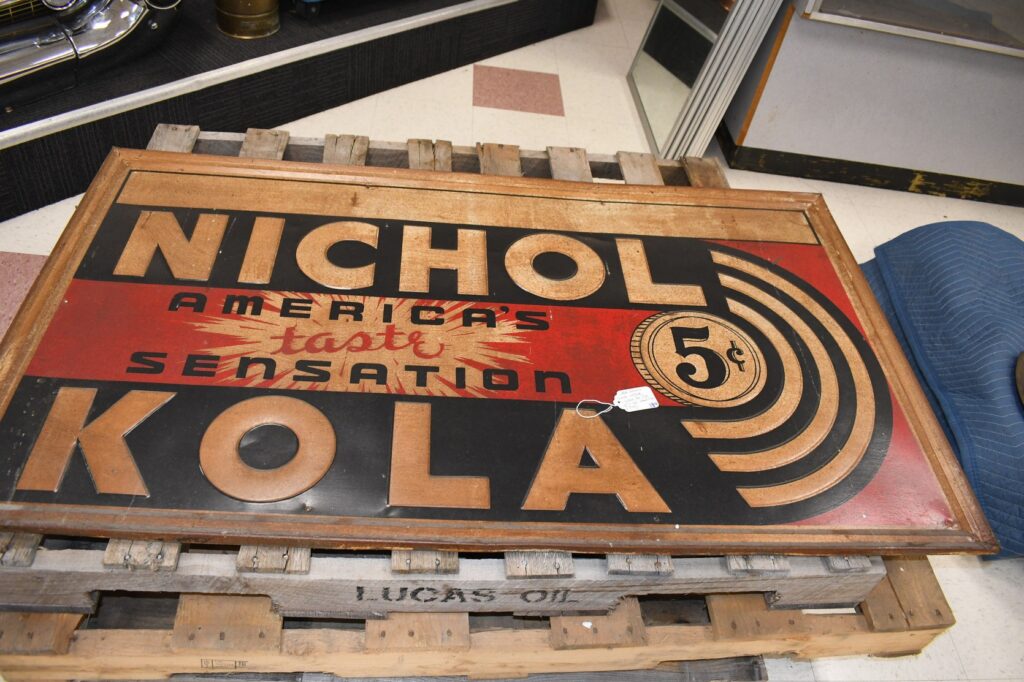 NICHOL
AMERICA'S
taste
SENSATION
5¢
KOLA
LUCAS OIL